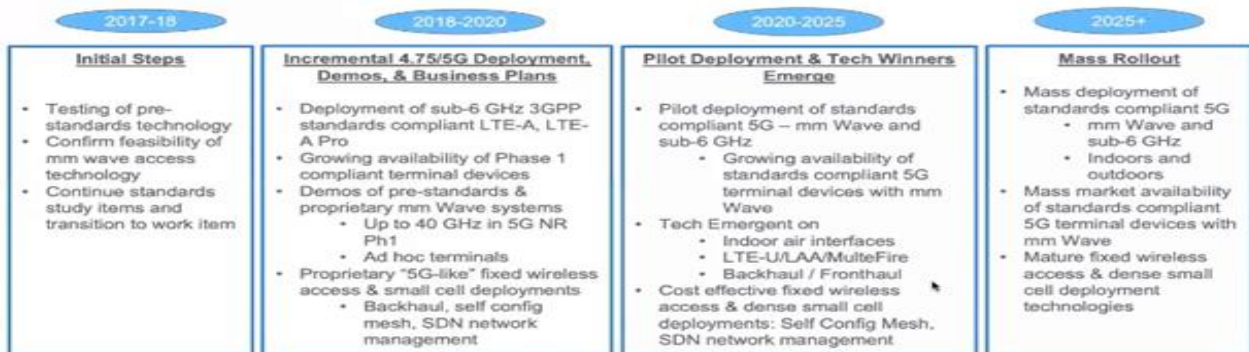 2017-18
Initial Steps
• Testing of pre-
standards technology
• Confirm feasibility of
mm wave access
technology
• Continue standards
study items and
transition to work item
2018-2020
Incremental 4.75/5G Deployment,
Demos, & Business Plans
• Deployment of sub-6 GHz 3GPP
standards compliant LTE-A, LTE-
A Pro
• Growing availability of Phase 1
compliant terminal devices
• Demos of pre-standards &
proprietary mm Wave systems
• Up to 40 GHz in 5G NR
Ph1
• Ad hoc terminals
• Proprietary "5G-like" fixed wireless
access & small cell deployments
• Backhaul, self config
mesh, SDN network
management
2020-2025
Pilot Deployment & Tech Winners
Emerge
• Pilot deployment of standards
compliant 5G – mm Wave and
sub-6 GHz
• Growing availability of
standards compliant 5G
terminal devices with mm
Wave
• Tech Emergent on
• Indoor air interfaces
• LTE-U/LAA/MulteFire
• Backhaul / Fronthaul
• Cost effective fixed wireless
access & dense small cell
deployments: Self Config Mesh,
SDN network management
2025+
Mass Rollout
• Mass deployment of
standards compliant 5G
• mm Wave and
sub-6 GHz
• Indoors and
outdoors
• Mass market availability
of standards compliant
5G terminal devices with
mm Wave
• Mature fixed wireless
access & dense small
cell deployment
technologies